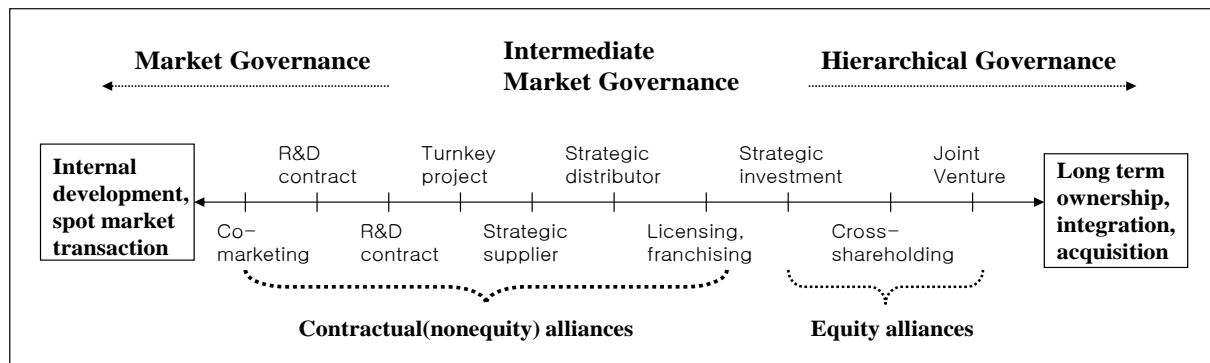 Market Governance
Intermediate
Market Governance
Hierarchical Governance
Internal
development,
spot market
transaction
R&D
contract
Turnkey
project
Strategic
distributor
Strategic
investment
Joint
Venture
Long term
ownership,
integration,
acquisition
Co-
marketing
R&D
contract
Strategic
supplier
Licensing,
franchising
Cross-
shareholding
Contractual(nonequity) alliances
Equity alliances